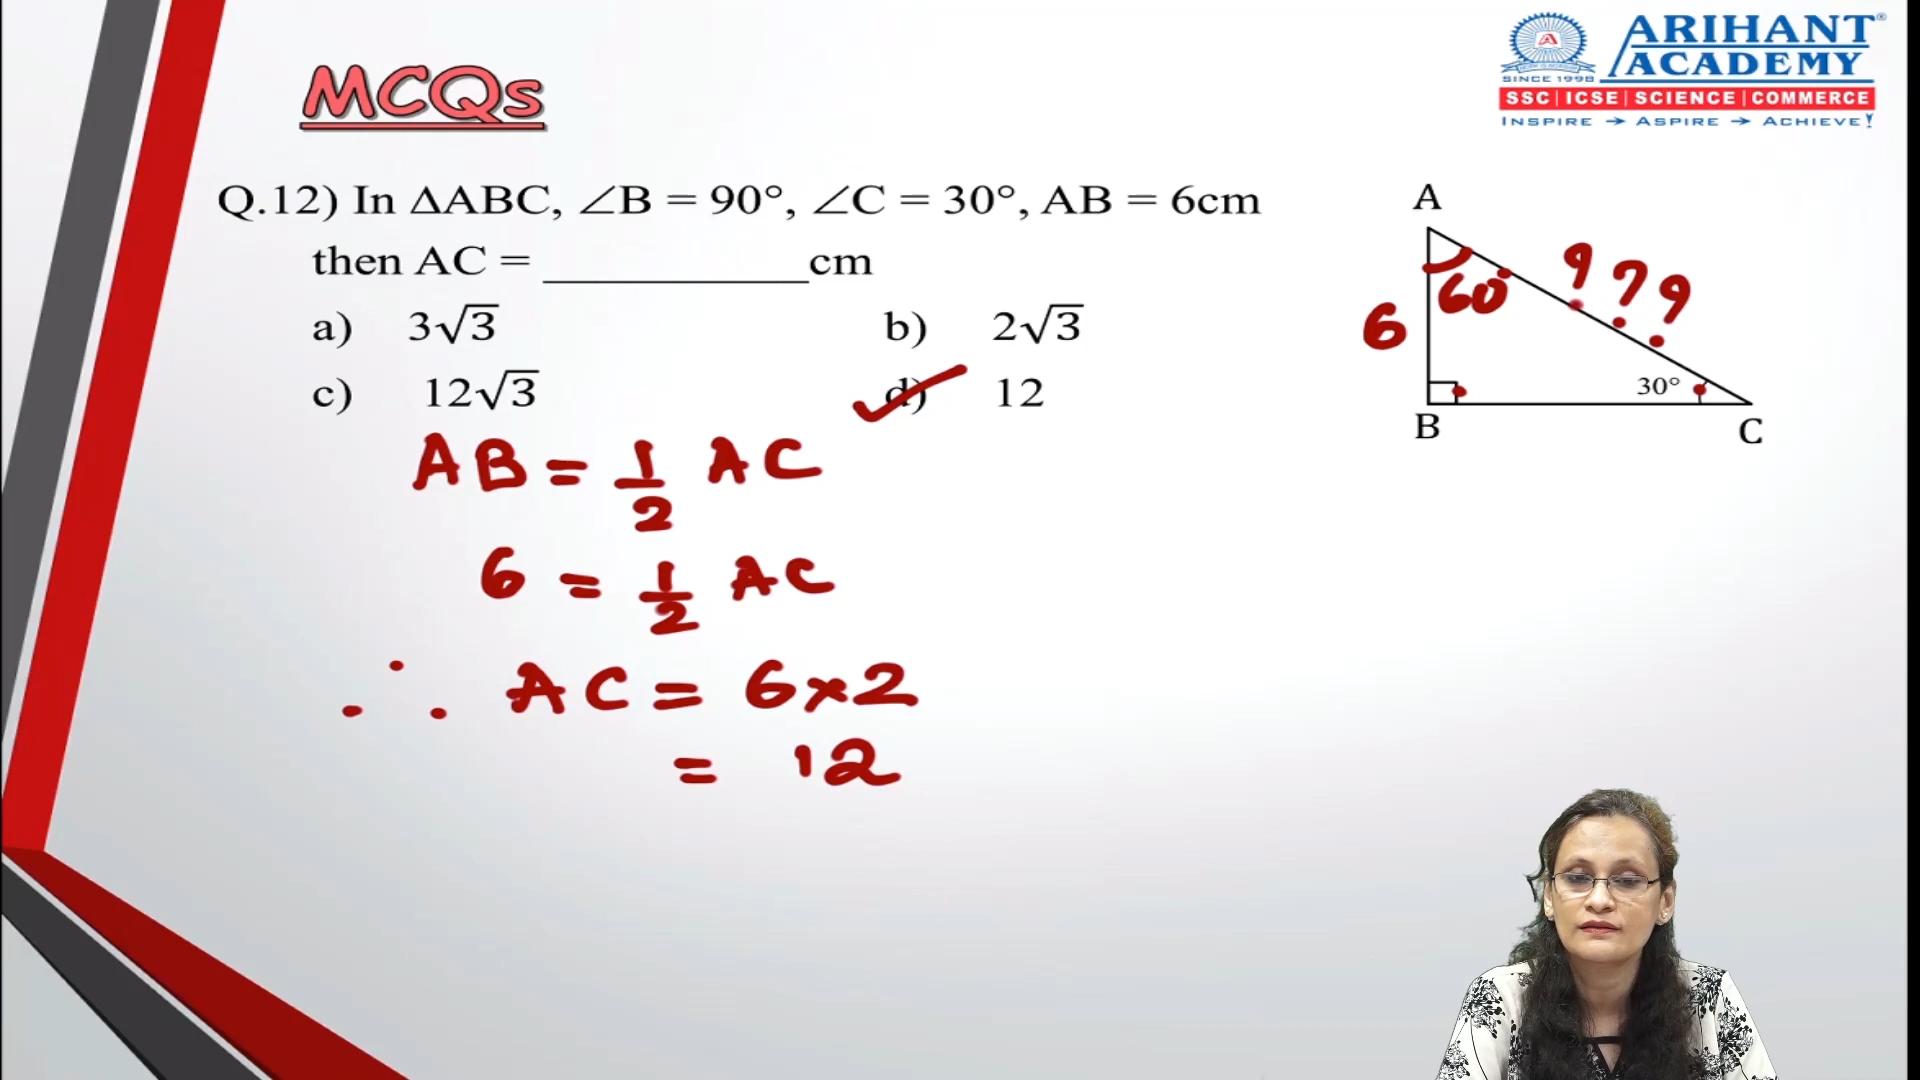 MCQs
ARIHANT®
ACADEMY
SINCE 1998
SSC | ICSE | SCIENCE | COMMERCE
INSPIRE → ASPIRE → ACHIEVE!
Q.12) In ΔABC, ∠B = 90°, ∠C = 30°, AB = 6cm
then AC = ____________cm
a) 3√3 b) 2√3
c) 12√3 d) 12
A
6 60° ? ? ?
30°
B C
AB = 1/2 AC
6 = 1/2 AC
∴ AC = 6×2
= 12